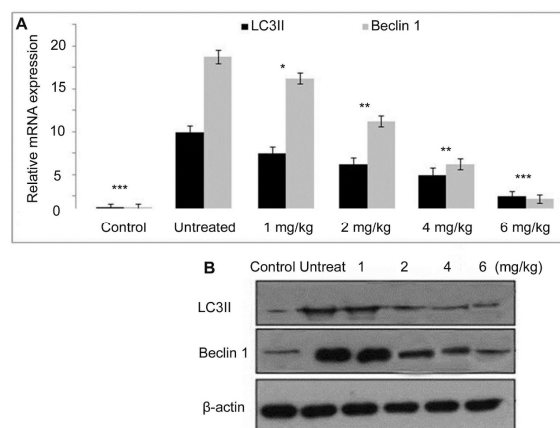 A
LC3II Beclin 1
Relative mRNA expression
20
15
10
5
0
***
*
**
**
***
Control Untreated 1 mg/kg 2 mg/kg 4 mg/kg 6 mg/kg
B
Control Untreat 1 2 4 6 (mg/kg)
LC3II
Beclin 1
β-actin